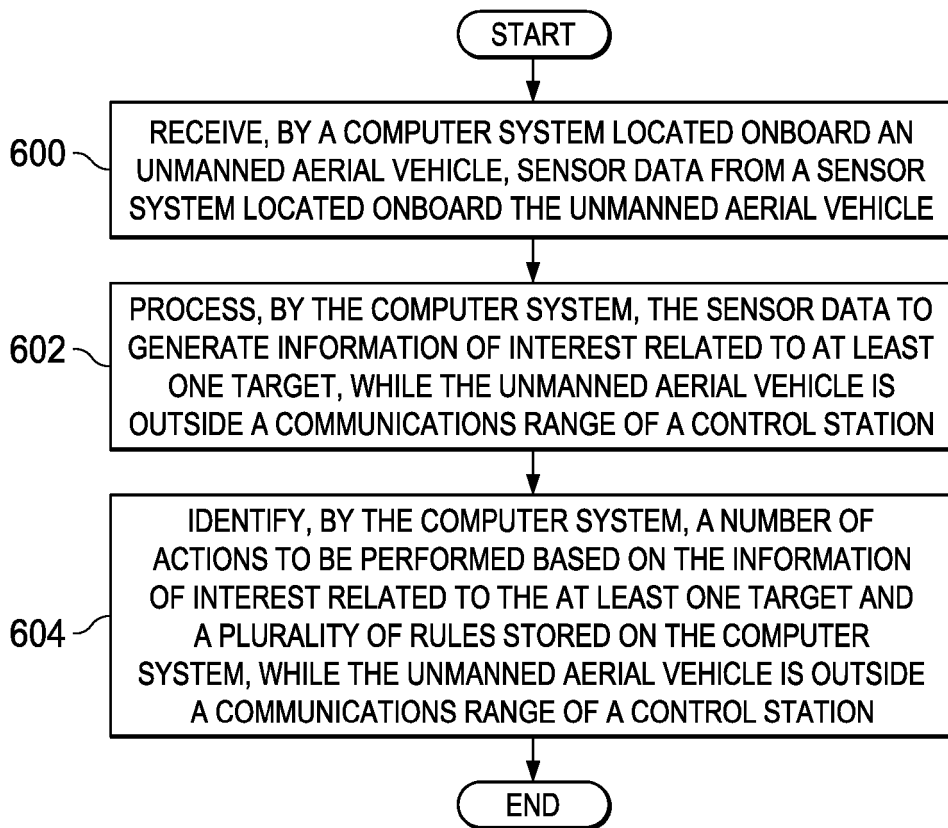 START
600
RECEIVE, BY A COMPUTER SYSTEM LOCATED ONBOARD AN
UNMANNED AERIAL VEHICLE, SENSOR DATA FROM A SENSOR
SYSTEM LOCATED ONBOARD THE UNMANNED AERIAL VEHICLE
602
PROCESS, BY THE COMPUTER SYSTEM, THE SENSOR DATA TO
GENERATE INFORMATION OF INTEREST RELATED TO AT LEAST
ONE TARGET, WHILE THE UNMANNED AERIAL VEHICLE IS
OUTSIDE A COMMUNICATIONS RANGE OF A CONTROL STATION
604
IDENTIFY, BY THE COMPUTER SYSTEM, A NUMBER OF
ACTIONS TO BE PERFORMED BASED ON THE INFORMATION
OF INTEREST RELATED TO THE AT LEAST ONE TARGET AND
A PLURALITY OF RULES STORED ON THE COMPUTER
SYSTEM, WHILE THE UNMANNED AERIAL VEHICLE IS OUTSIDE
A COMMUNICATIONS RANGE OF A CONTROL STATION
END